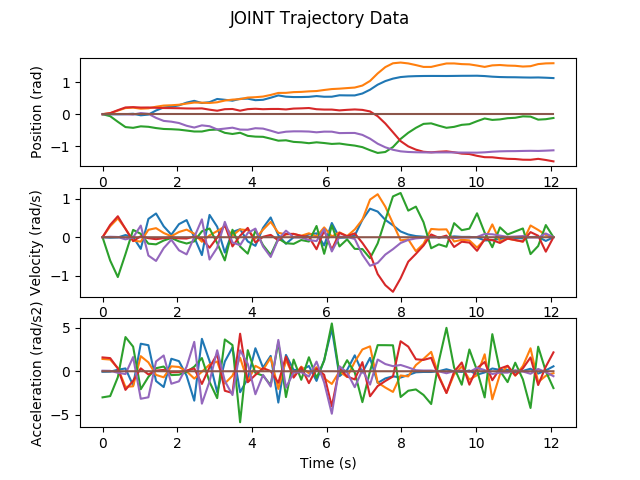 JOINT Trajectory Data
Position (rad)
1
0
−1
0 2 4 6 8 10 12
Velocity (rad/s)
1
0
−1
0 2 4 6 8 10 12
Acceleration (rad/s2)
5
0
−5
0 2 4 6 8 10 12
Time (s)